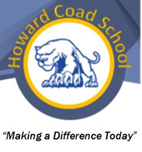 Howard Coad School
“Making a Difference Today”